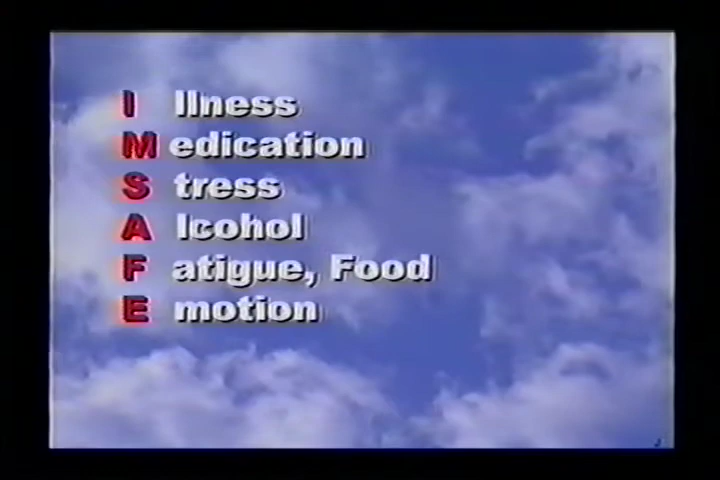 I llness
M edication
S tress
A lcohol
F atigue, Food
E motion